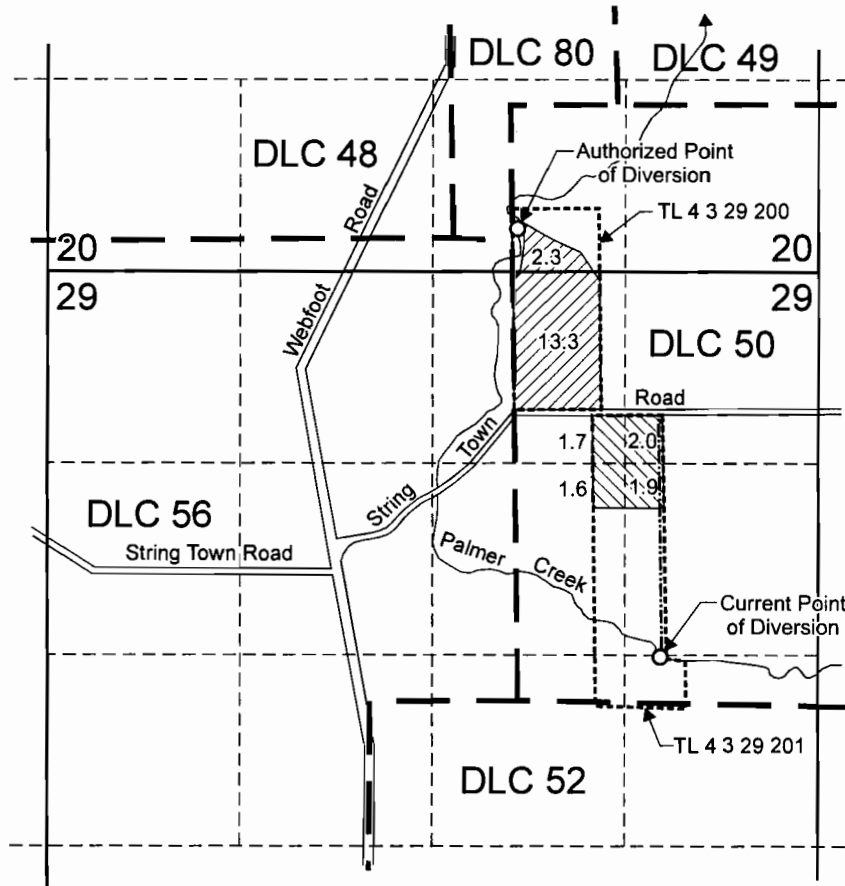 DLC 80
DLC 49
DLC 48
Authorized Point
of Diversion
TL 4 3 29 200
Webfoot Road
20
20
2.3
29
29
13.3
DLC 50
Road
String Town
1.7
2.0
1.6
1.9
DLC 56
String Town Road
Palmer Creek
Current Point
of Diversion
TL 4 3 29 201
DLC 52